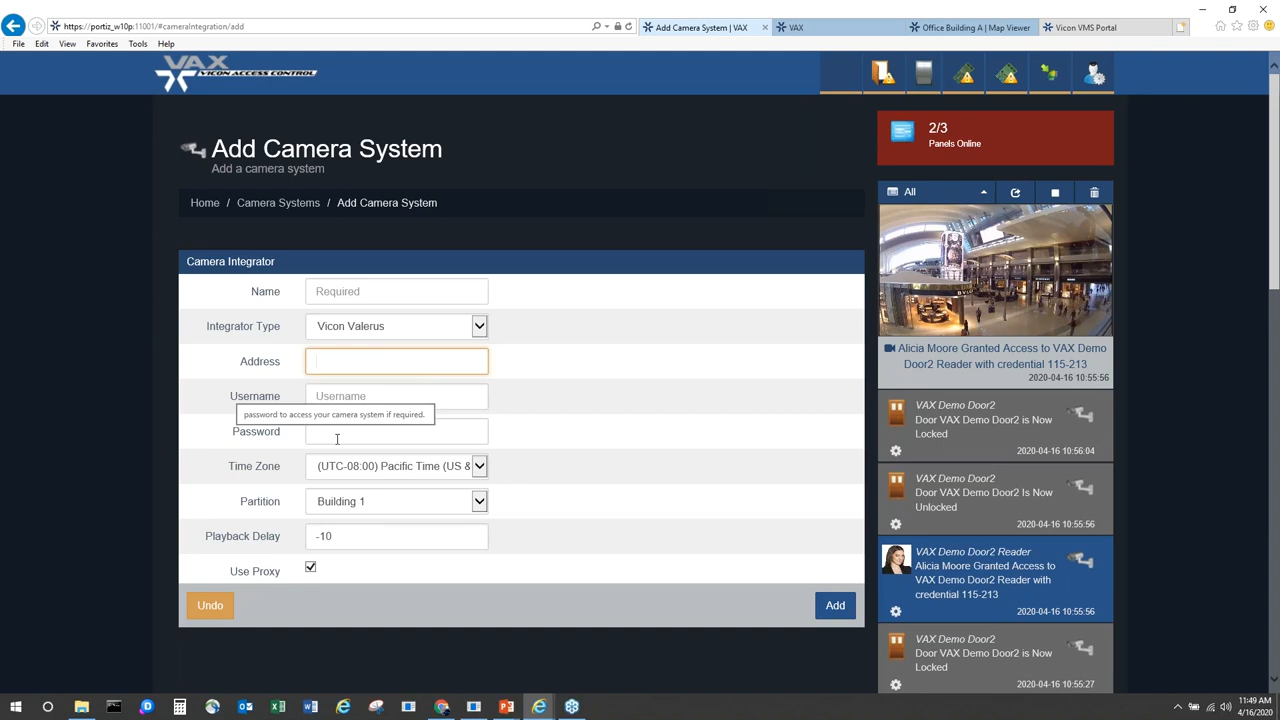 https://portiz_w10p:11001/#cameraIntegration/add
Add Camera System | VAX
VAX
Office Building A | Map Viewer
Vicon VMS Portal
File Edit View Favorites Tools Help
VAX
VICON ACCESS CONTROL
Add Camera System
Add a camera system
Home / Camera Systems / Add Camera System
Camera Integrator
Name Required
Integrator Type Vicon Valerus
Address
Username Username
password to access your camera system if required.
Password
Time Zone (UTC-08:00) Pacific Time (US &
Partition Building 1
Playback Delay -10
Use Proxy
Undo Add
2/3
Panels Online
All
Alicia Moore Granted Access to VAX Demo
Door2 Reader with credential 115-213
2020-04-16 10:55:56
VAX Demo Door2
Door VAX Demo Door2 is Now
Locked
2020-04-16 10:56:04
VAX Demo Door2
Door VAX Demo Door2 Is Now
Unlocked
2020-04-16 10:55:56
VAX Demo Door2 Reader
Alicia Moore Granted Access to
VAX Demo Door2 Reader with
credential 115-213
2020-04-16 10:55:56
VAX Demo Door2
Door VAX Demo Door2 is Now
Locked
2020-04-16 10:55:27
11:49 AM
4/16/2020